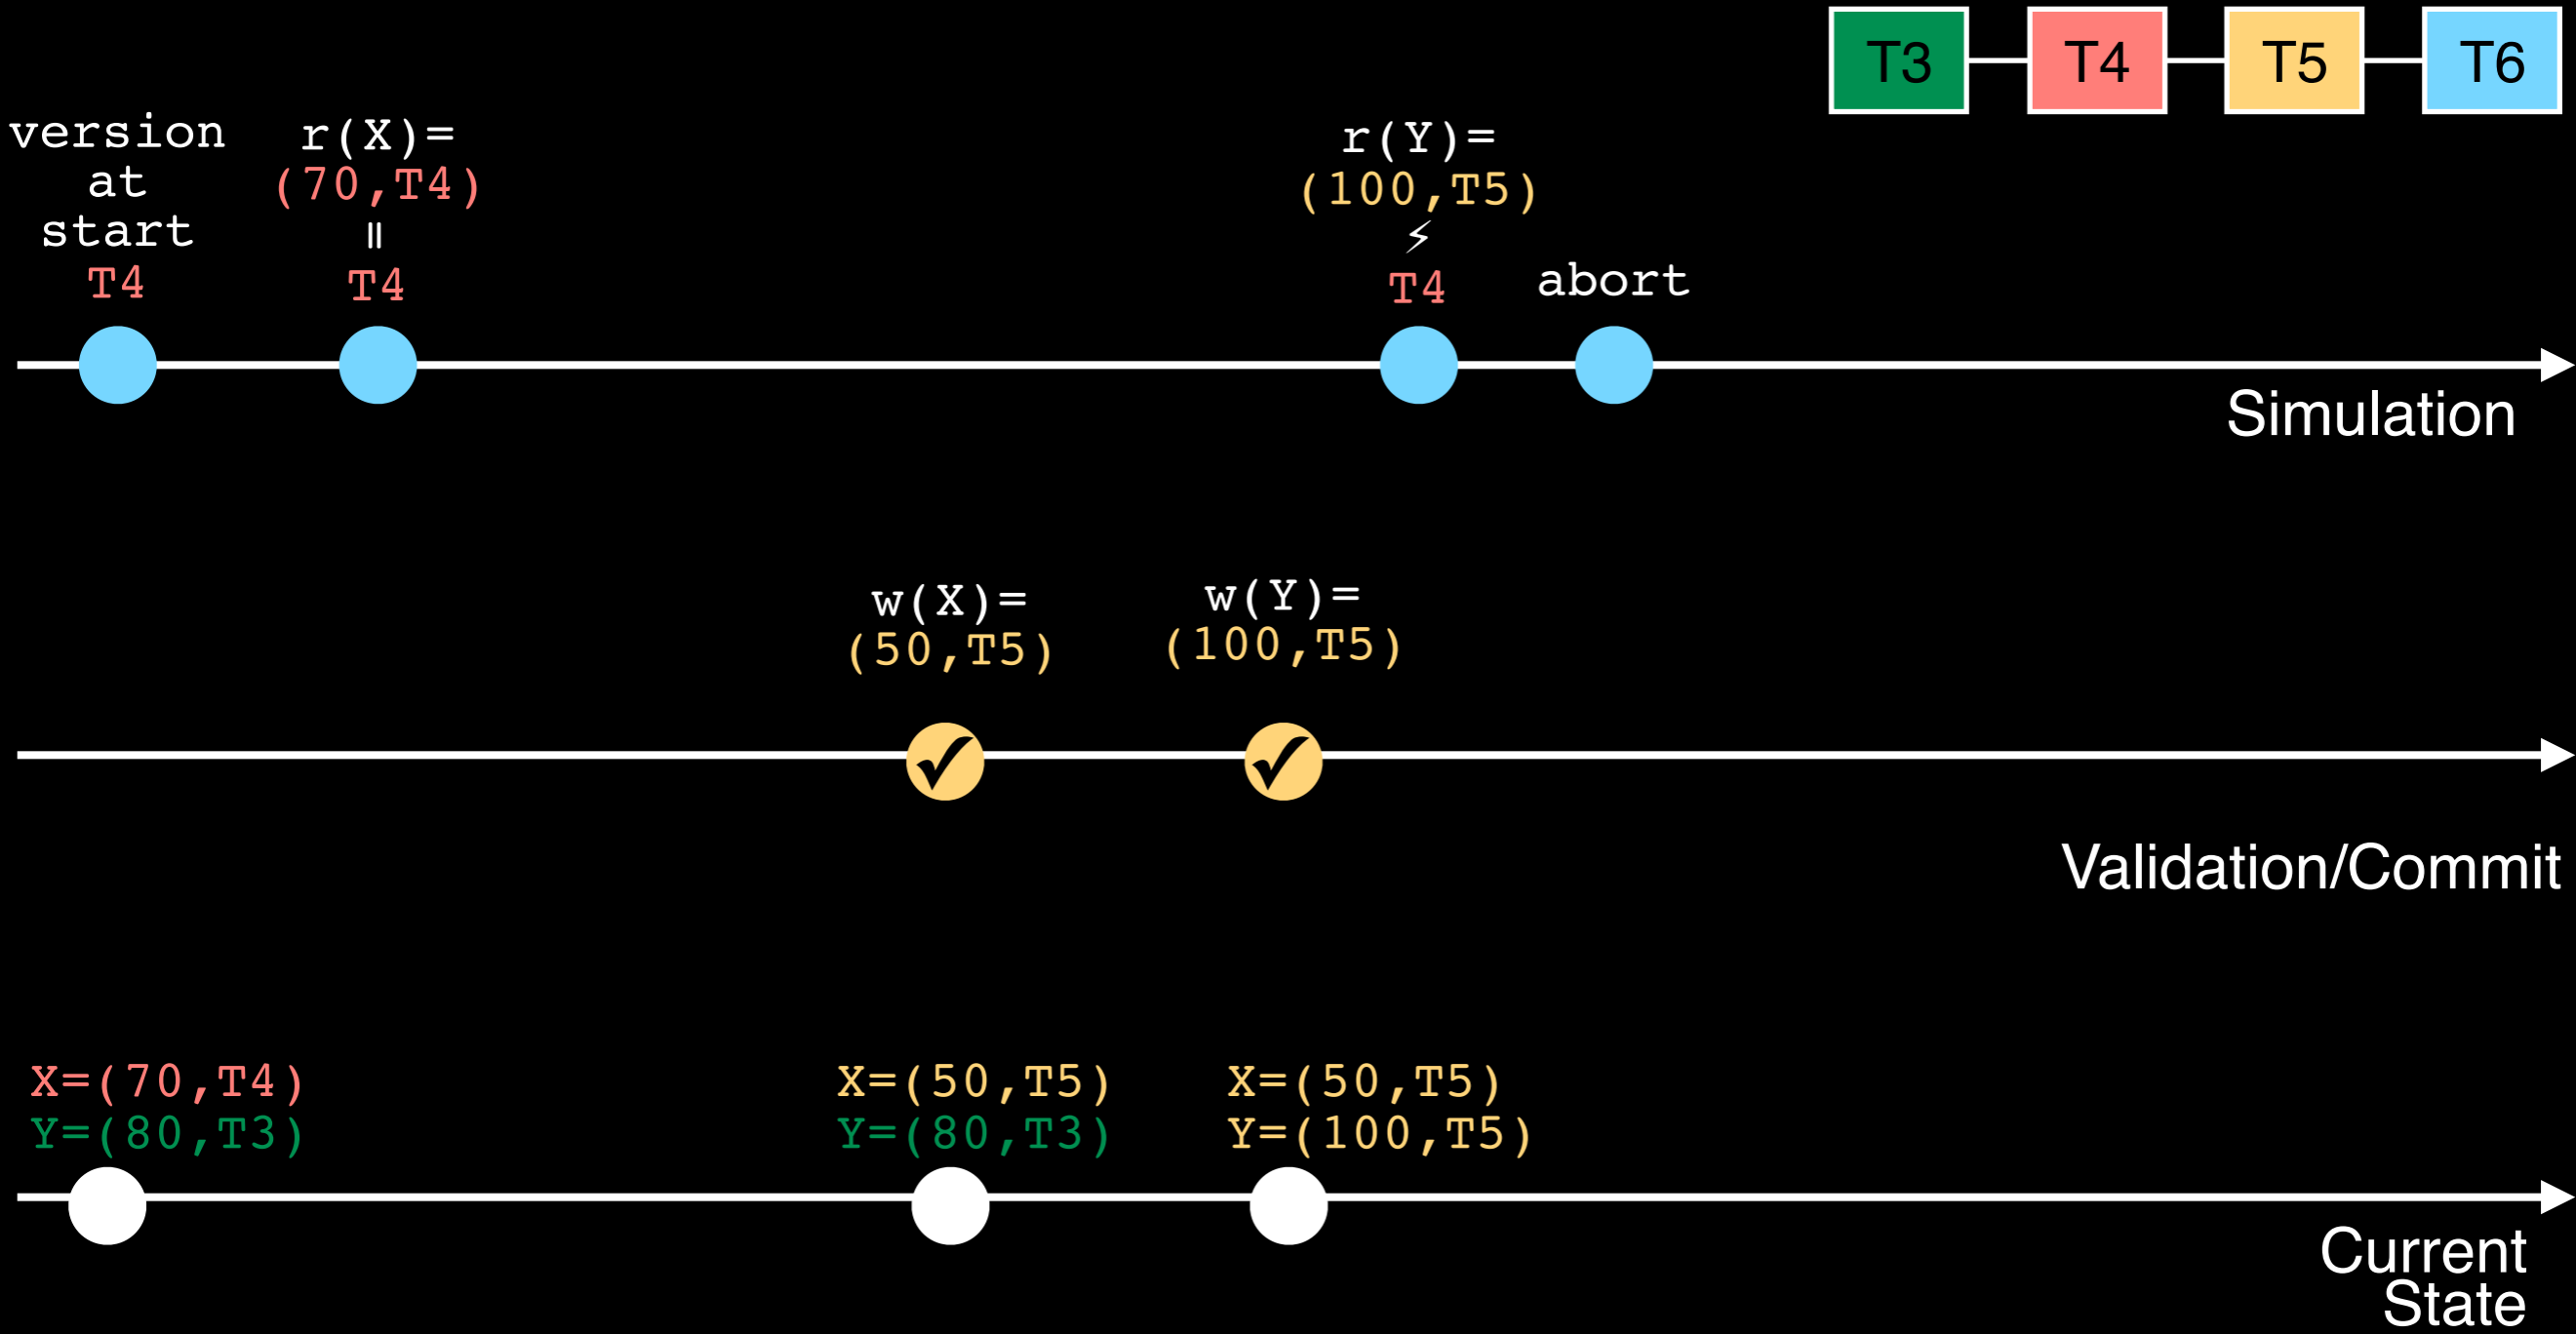 T3
T4
T5
T6
version
at
start
T4
r(X)=
(70,T4)
=
T4
r(Y)=
(100,T5)
⚡
T4
abort
Simulation
w(X)=
(50,T5)
w(Y)=
(100,T5)
✓
✓
Validation/Commit
X=(70,T4)
Y=(80,T3)
X=(50,T5)
Y=(80,T3)
X=(50,T5)
Y=(100,T5)
Current
State